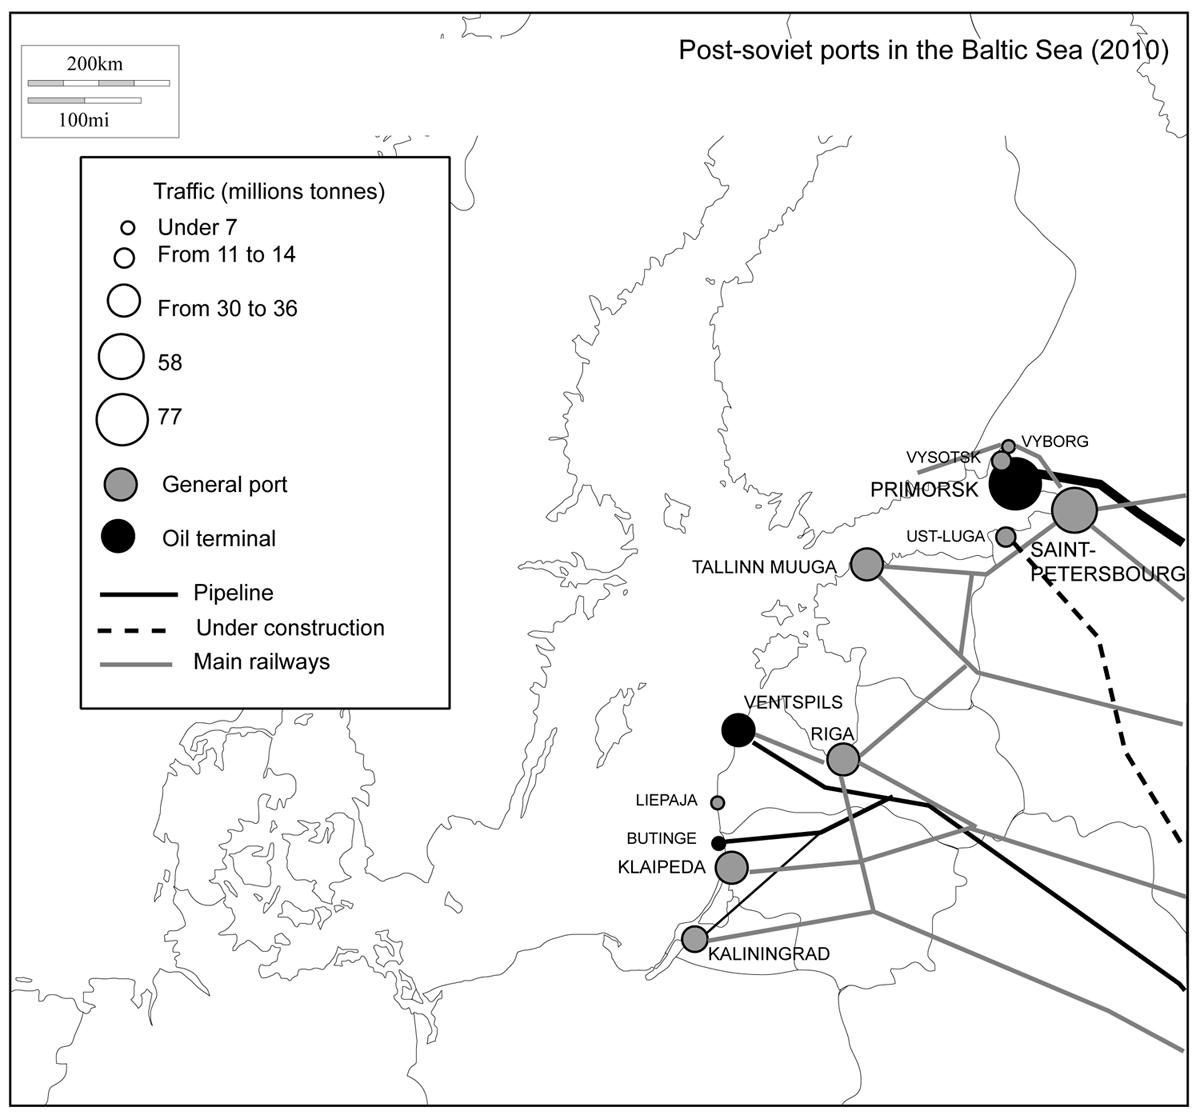 Post-soviet ports in the Baltic Sea (2010)
200km
100mi
Traffic (millions tonnes)
Under 7
From 11 to 14
From 30 to 36
58
77
General port
Oil terminal
Pipeline
Under construction
Main railways
VYBORG
VYSOTSK
PRIMORSK
UST-LUGA
SAINT-
PETERSBOURG
TALLINN MUUGA
VENTSPILS
RIGA
LIEPAJA
BUTINGE
KLAIPEDA
KALININGRAD